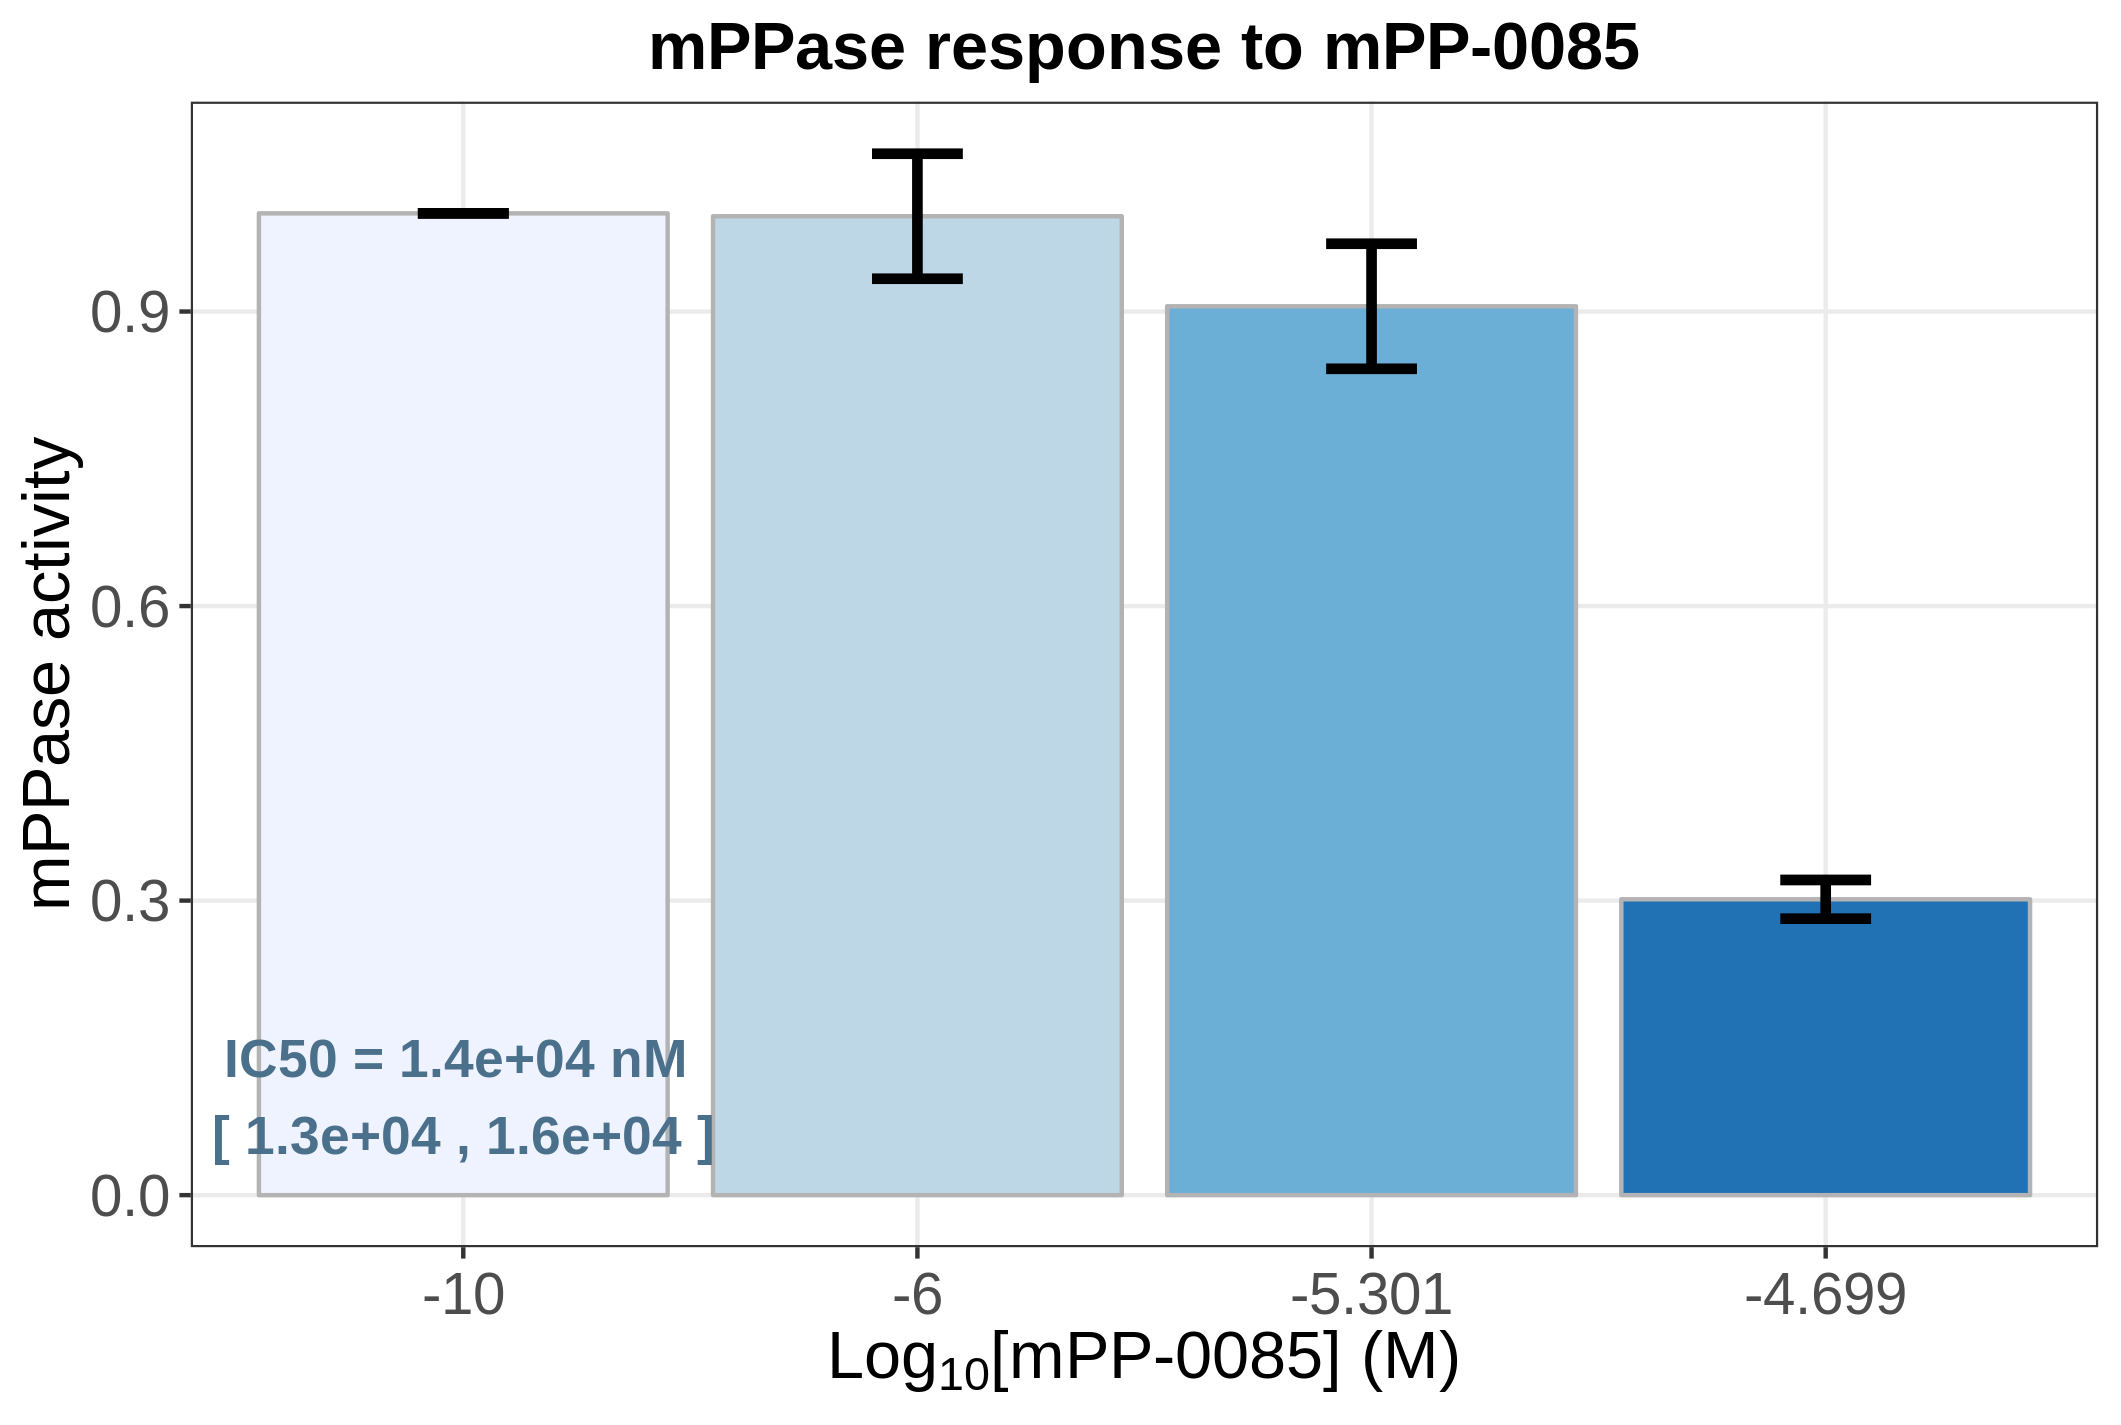 mPPase response to mPP-0085
mPPase activity
0.9
0.6
0.3
0.0
IC50 = 1.4e+04 nM
[ 1.3e+04 , 1.6e+04 ]
-10 -6 -5.301 -4.699
Log10[mPP-0085] (M)